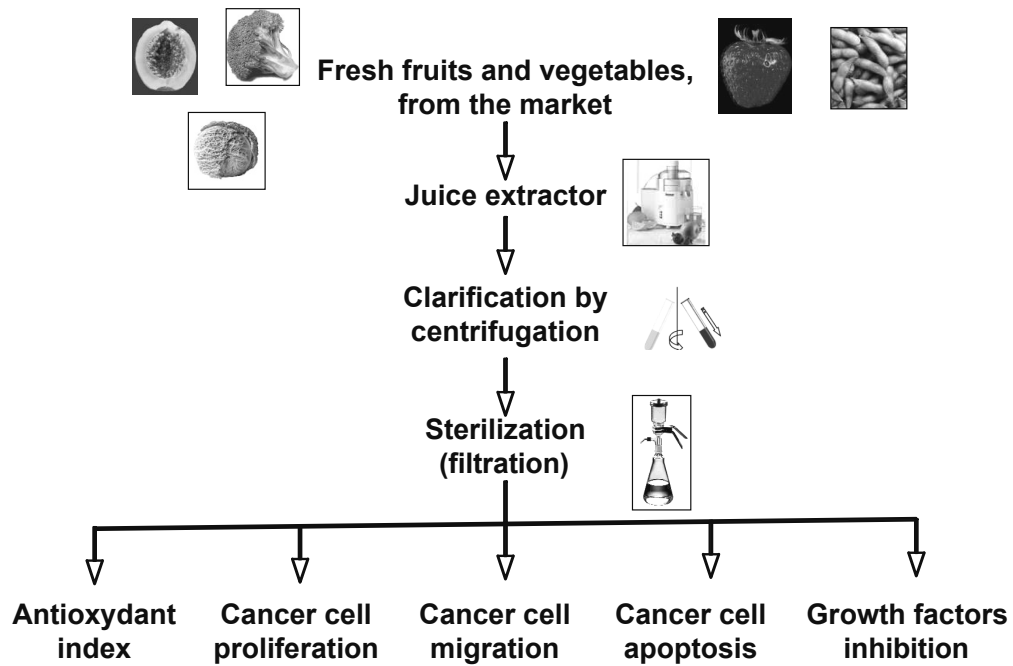 Fresh fruits and vegetables,
from the market
Juice extractor
Clarification by
centrifugation
Sterilization
(filtration)
Antioxydant
index
Cancer cell
proliferation
Cancer cell
migration
Cancer cell
apoptosis
Growth factors
inhibition